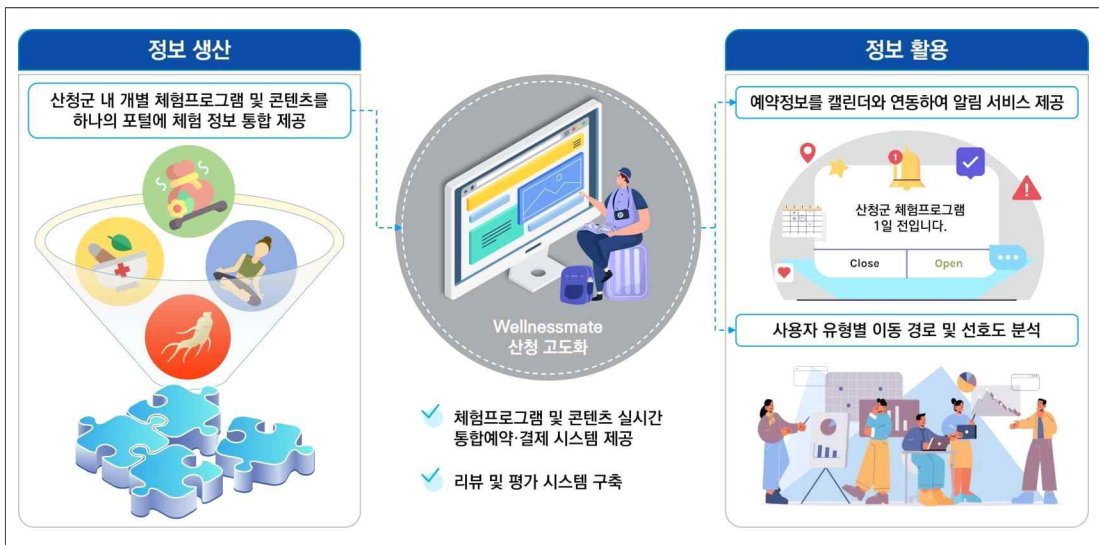 정보 생산
산청군 내 개별 체험프로그램 및 콘텐츠를
하나의 포털에 체험 정보 통합 제공
Wellnessmate
산청 고도화
체험프로그램 및 콘텐츠 실시간
통합예약·결제 시스템 제공
리뷰 및 평가 시스템 구축
정보 활용
예약정보를 캘린더와 연동하여 알림 서비스 제공
1
산청군 체험프로그램
1일 전입니다.
Close
Open
사용자 유형별 이동 경로 및 선호도 분석